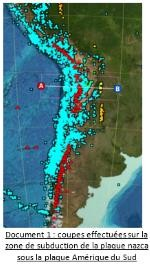 A
B
Document 1 : coupes effectuées sur la
zone de subduction de la plaque nazca
sous la plaque Amérique du Sud